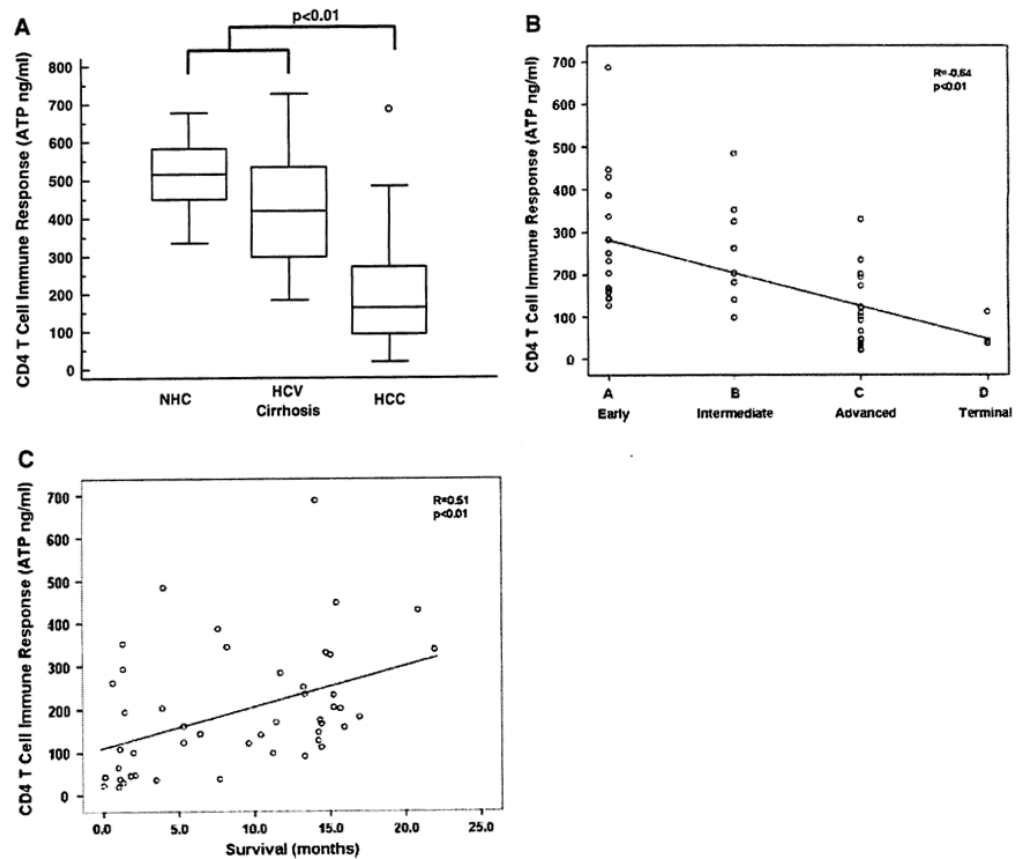 A
p<0.01
CD4 T Cell Immune Response (ATP ng/ml)
800
700
600
500
400
300
200
100
0
NHC
HCV
Cirrhosis
HCC
B
CD4 T Cell Immune Response (ATP ng/ml)
R=-0.64
p<0.01
700
600
500
400
300
200
100
0
A
B
C
D
Early
Intermediate
Advanced
Terminal
C
CD4 T Cell Immune Response (ATP ng/ml)
R=0.51
p<0.01
700
600
500
400
300
200
100
0
0.0
5.0
10.0
15.0
20.0
25.0
Survival (months)